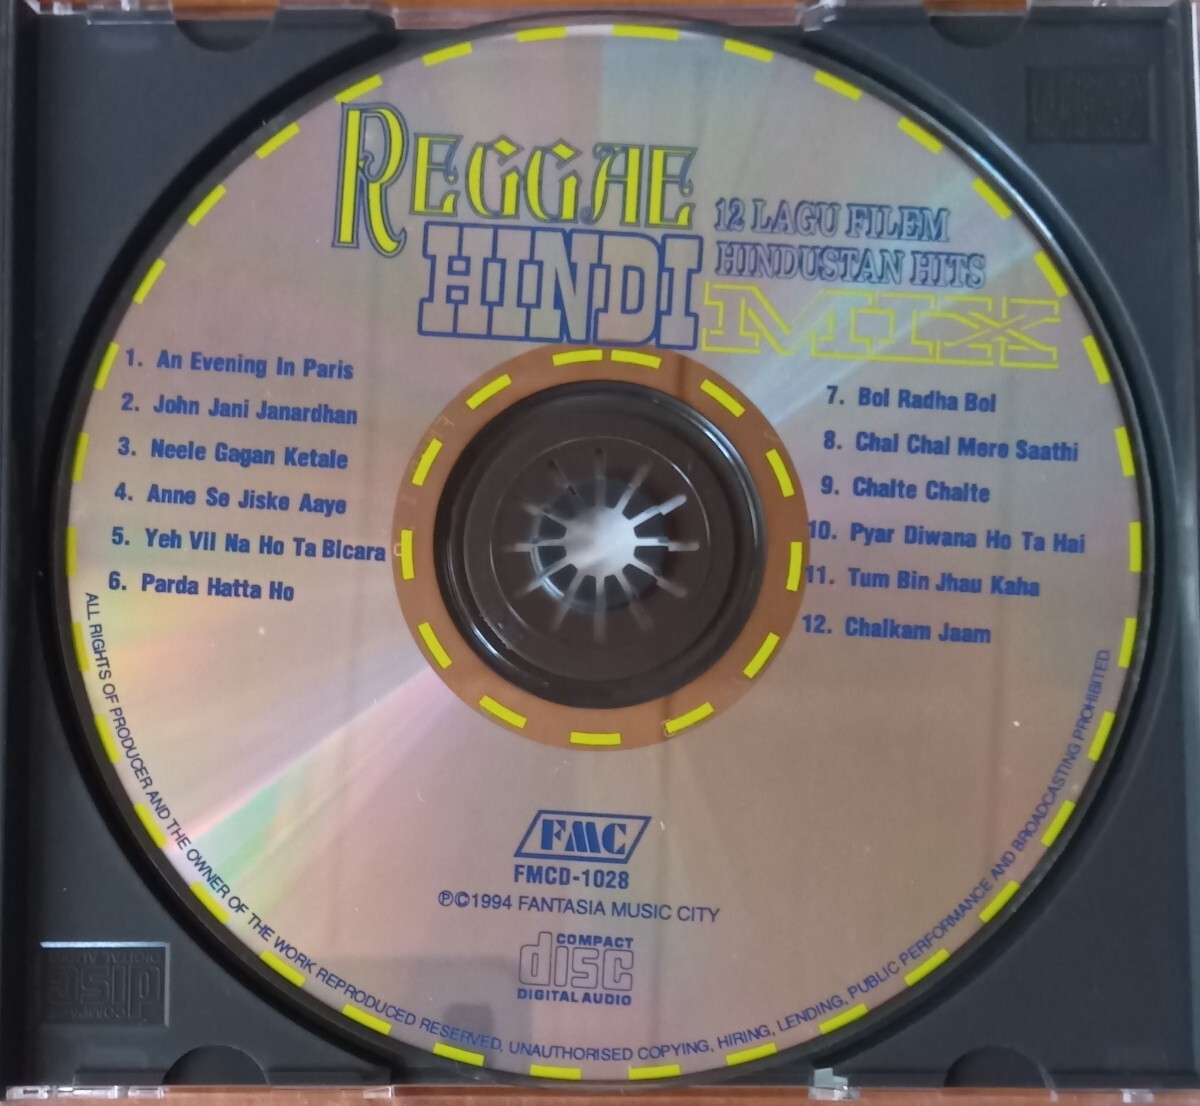 REGGAE
HINDI
12 LAGU FILEM
HINDUSTAN HITS
MIX
1. An Evening In Paris
2. John Jani Janardhan
3. Neele Gagan Ketale
4. Anne Se Jiske Aaye
5. Yeh Vil Na Ho Ta Bicara
6. Parda Hatta Ho
7. Bol Radha Bol
8. Chal Chal Mere Saathi
9. Chalte Chalte
10. Pyar Diwana Ho Ta Hai
11. Tum Bin Jhau Kaha
12. Chalkam Jaam
FMC
FMCD-1028
℗©1994 FANTASIA MUSIC CITY
COMPACT
disc
DIGITAL AUDIO
ALL RIGHTS OF PRODUCER AND THE OWNER OF THE WORK REPRODUCED RESERVED. UNAUTHORISED COPYING, HIRING, LENDING, PUBLIC PERFORMANCE AND BROADCASTING PROHIBITED.
COMPACT
disc
DIGITAL AUDIO